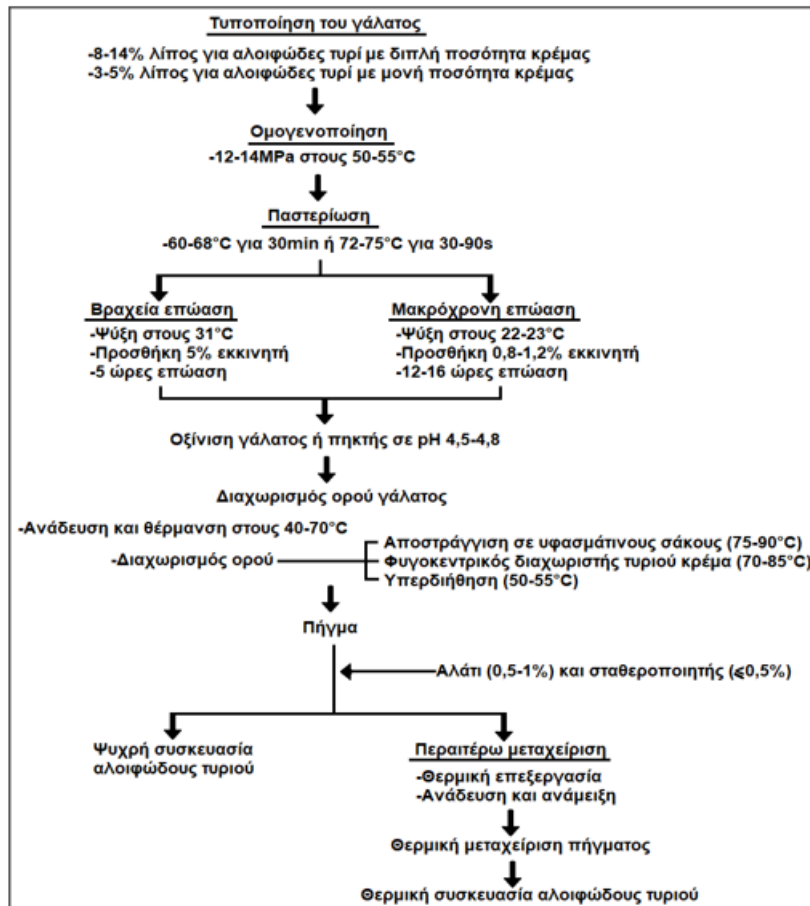 Τυποποίηση του γάλατος
-8-14% λίπος για αλοιφώδες τυρί με διπλή ποσότητα κρέμας
-3-5% λίπος για αλοιφώδες τυρί με μονή ποσότητα κρέμας
Ομογενοποίηση
-12-14MPa στους 50-55°C
Παστερίωση
-60-68°C για 30min ή 72-75°C για 30-90s
Βραχεία επώαση
-Ψύξη στους 31°C
-Προσθήκη 5% εκκινητή
-5 ώρες επώαση
Μακρόχρονη επώαση
-Ψύξη στους 22-23°C
-Προσθήκη 0,8-1,2% εκκινητή
-12-16 ώρες επώαση
Οξίνιση γάλατος ή πηκτής σε pH 4,5-4,8
Διαχωρισμός ορού γάλατος
-Ανάδευση και θέρμανση στους 40-70°C
-Διαχωρισμός ορού
Αποστράγγιση σε υφασμάτινους σάκους (75-90°C)
Φυγοκεντρικός διαχωριστής τυριού κρέμα (70-85°C)
Υπερδιήθηση (50-55°C)
Πήγμα
Αλάτι (0,5-1%) και σταθεροποιητής (⩽0,5%)
Ψυχρή συσκευασία
αλοιφώδους τυριού
Περαιτέρω μεταχείριση
-Θερμική επεξεργασία
-Ανάδευση και ανάμειξη
Θερμική μεταχείριση πήγματος
Θερμική συσκευασία αλοιφώδους τυριού